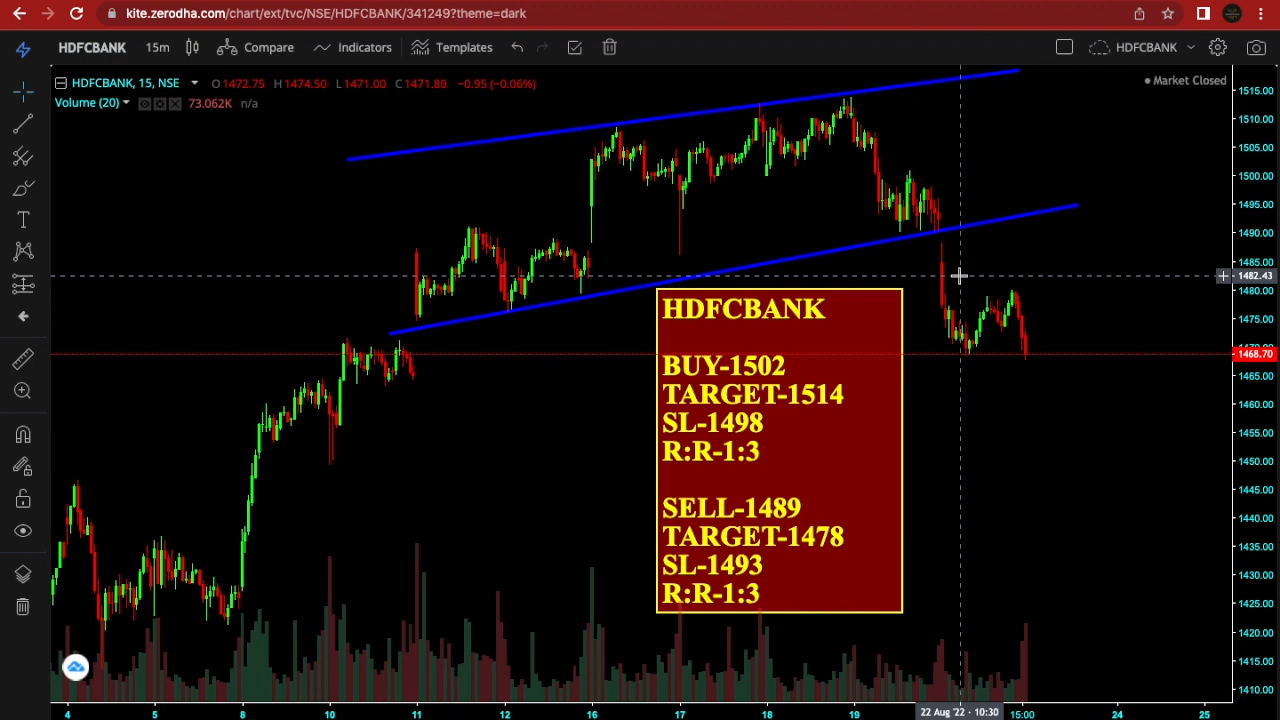 kite.zerodha.com/chart/ext/tvc/NSE/HDFCBANK/341249?theme=dark
HDFCBANK 15m Compare Indicators Templates HDFCBANK
HDFCBANK, 15, NSE O1472.75 H1474.50 L1471.00 C1471.80 −0.95 (−0.06%)
Market Closed
Volume (20) 73.062K n/a
1515.00
1510.00
1505.00
1500.00
1495.00
1490.00
1485.00
1482.43
1480.00
1475.00
1468.70
1465.00
1460.00
1455.00
1450.00
1445.00
1440.00
1435.00
1430.00
1425.00
1420.00
1415.00
1410.00
HDFCBANK
BUY-1502
TARGET-1514
SL-1498
R:R-1:3
SELL-1489
TARGET-1478
SL-1493
R:R-1:3
4 5 8 10 11 12 16 17 18 19 22 Aug '22 - 10:30 15:00 24 25